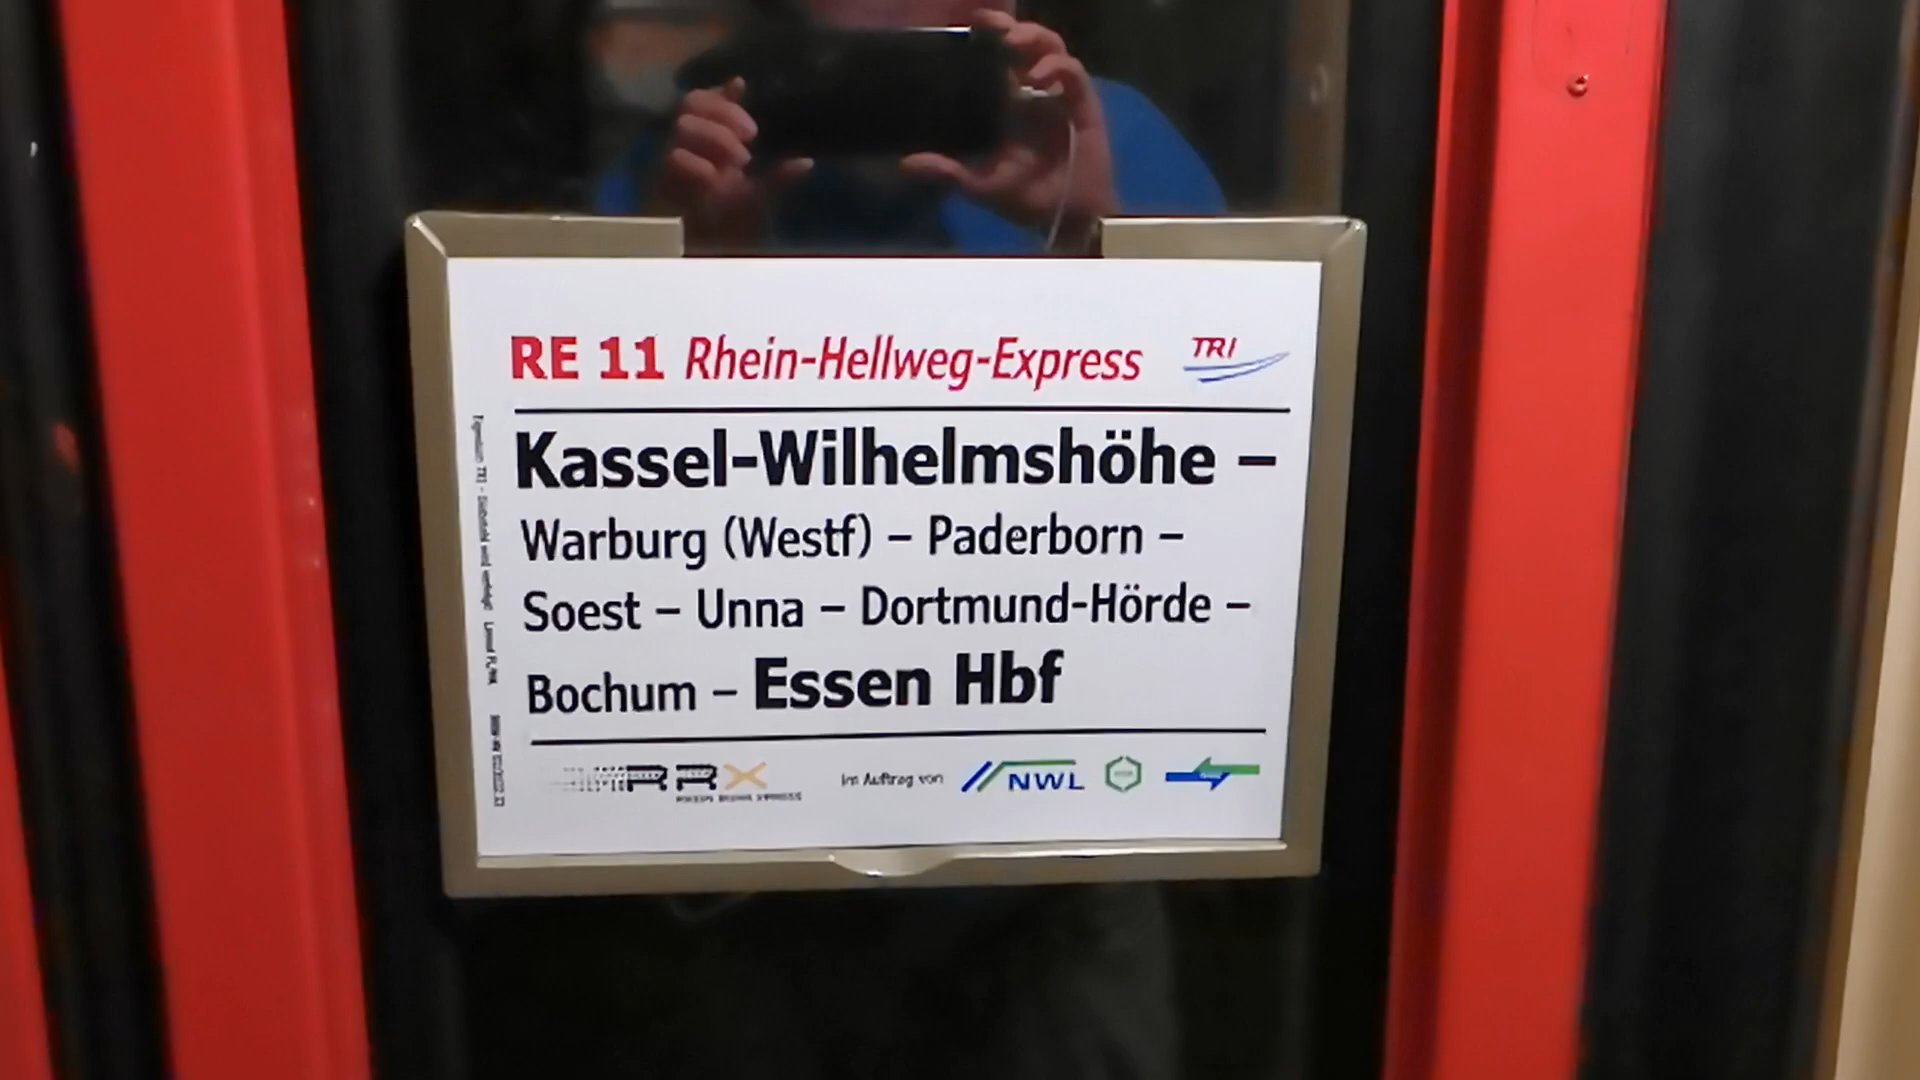 RE 11 Rhein-Hellweg-Express TRI
Kassel-Wilhelmshöhe –
Warburg (Westf) – Paderborn –
Soest – Unna – Dortmund-Hörde –
Bochum – Essen Hbf
RRX im Auftrag von NWL